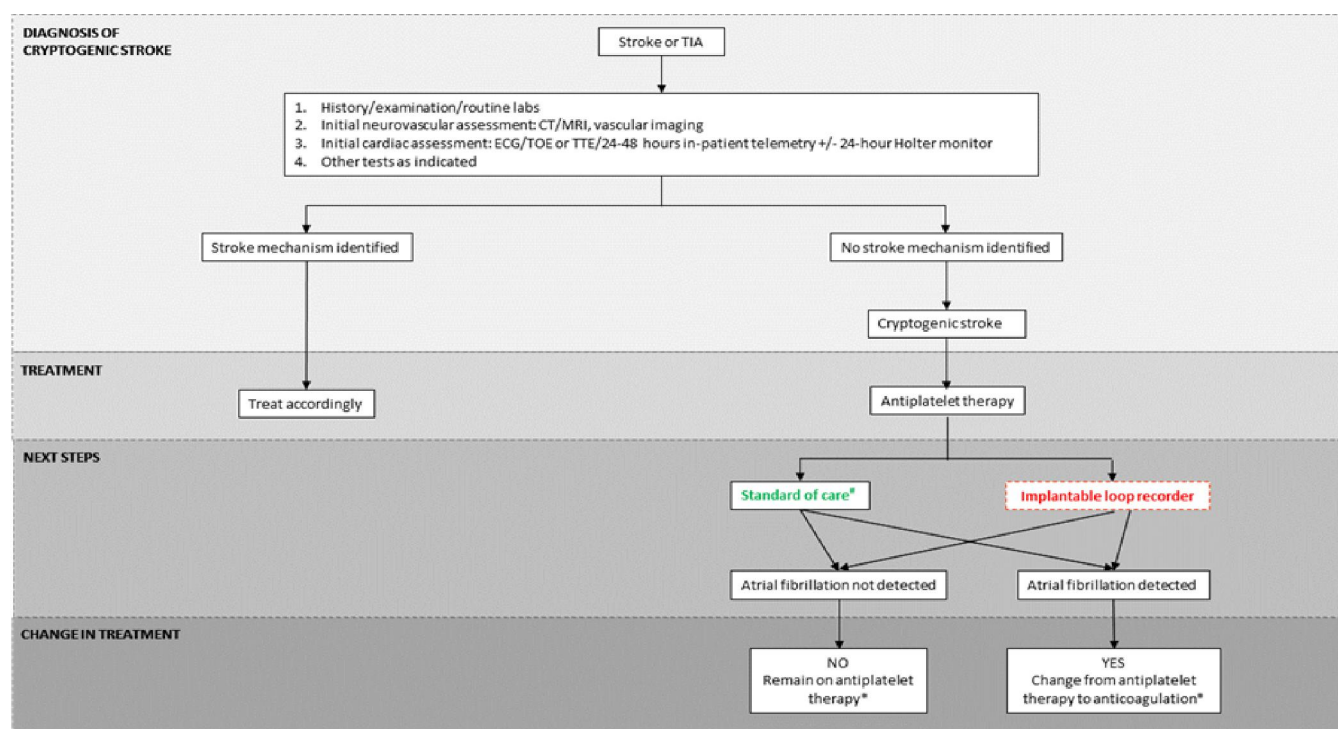 DIAGNOSIS OF
CRYPTOGENIC STROKE
Stroke or TIA
1. History/examination/routine labs
2. Initial neurovascular assessment: CT/MRI, vascular imaging
3. Initial cardiac assessment: ECG/TOE or TTE/24-48 hours in-patient telemetry +/- 24-hour Holter monitor
4. Other tests as indicated
Stroke mechanism identified
No stroke mechanism identified
Cryptogenic stroke
TREATMENT
Treat accordingly
Antiplatelet therapy
NEXT STEPS
Standard of care#
Implantable loop recorder
Atrial fibrillation not detected
Atrial fibrillation detected
CHANGE IN TREATMENT
NO
Remain on antiplatelet
therapy*
YES
Change from antiplatelet
therapy to anticoagulation*